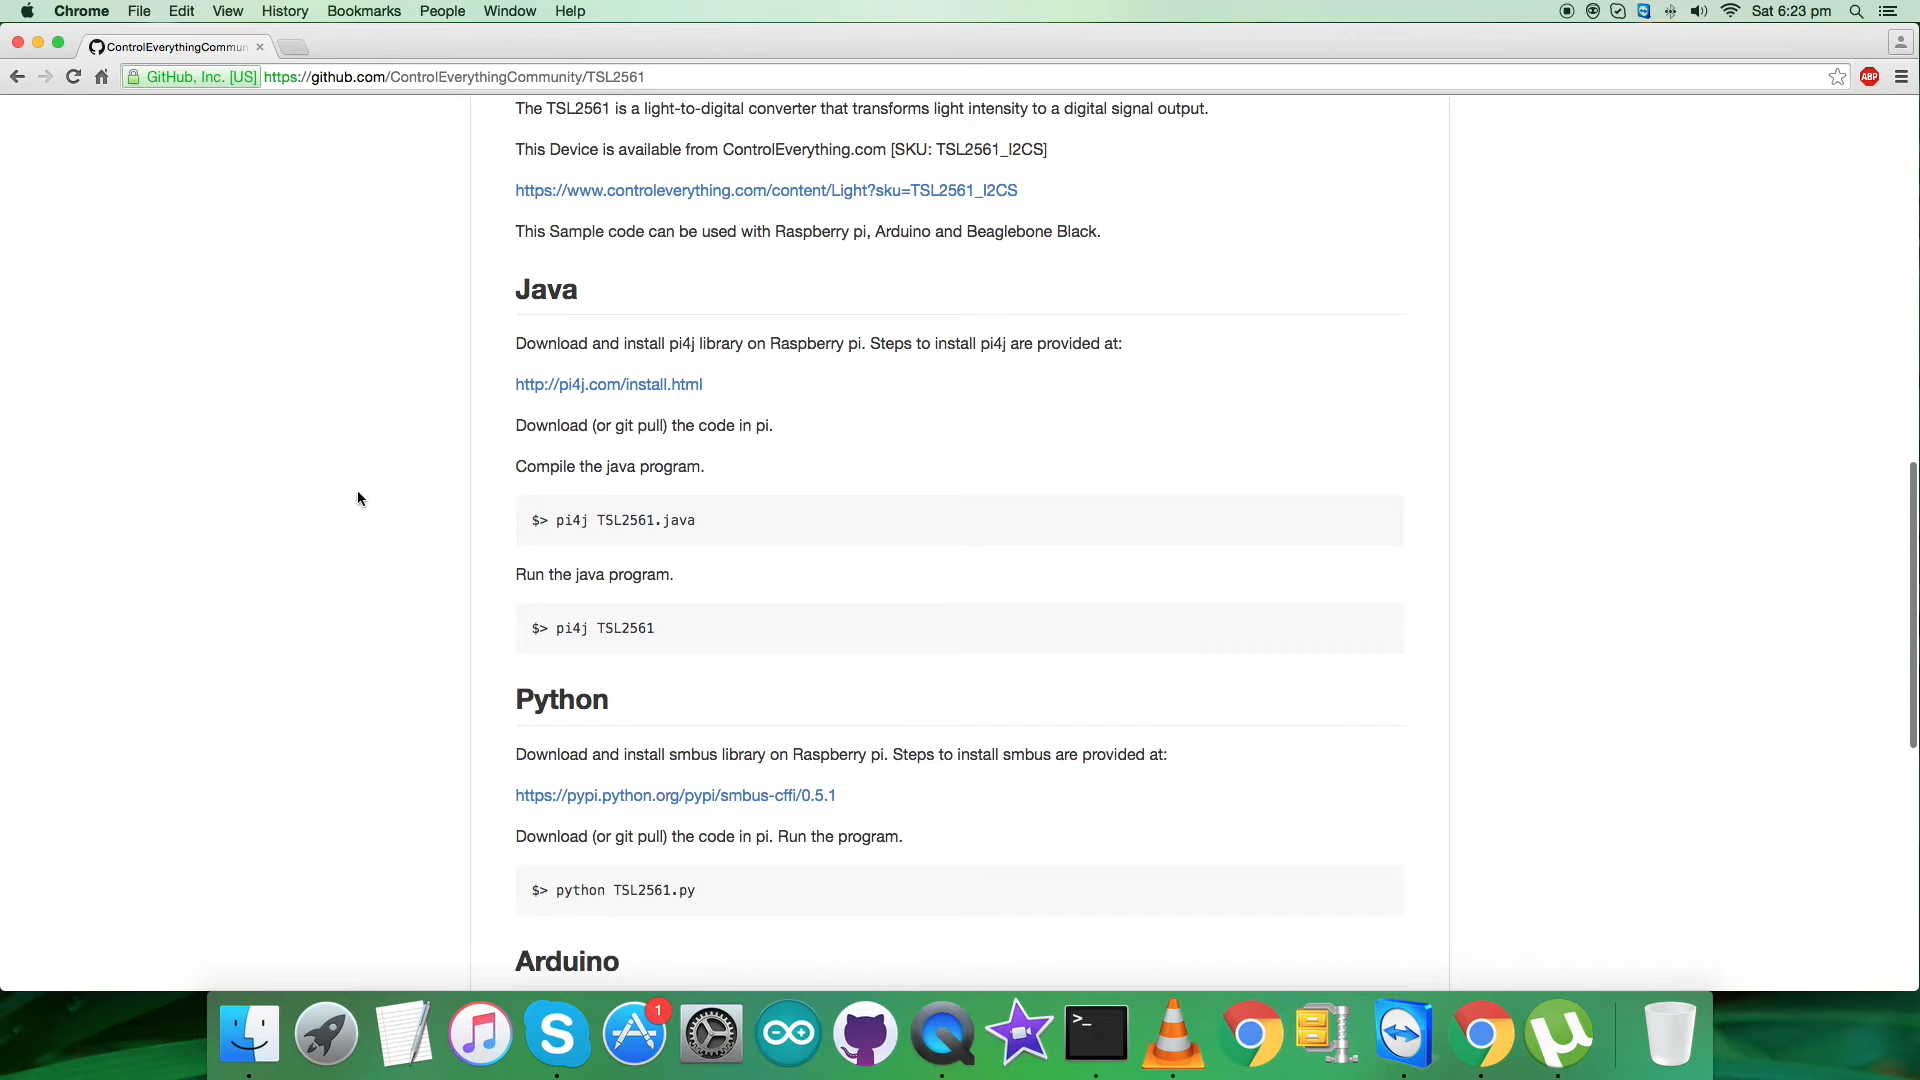 Chrome File Edit View History Bookmarks People Window Help Sat 6:23 pm
ControlEverythingCommun
GitHub, Inc. [US] https://github.com/ControlEverythingCommunity/TSL2561 ABP
The TSL2561 is a light-to-digital converter that transforms light intensity to a digital signal output.
This Device is available from ControlEverything.com [SKU: TSL2561_I2CS]
https://www.controleverything.com/content/Light?sku=TSL2561_I2CS
This Sample code can be used with Raspberry pi, Arduino and Beaglebone Black.
Java
Download and install pi4j library on Raspberry pi. Steps to install pi4j are provided at:
http://pi4j.com/install.html
Download (or git pull) the code in pi.
Compile the java program.
$> pi4j TSL2561.java
Run the java program.
$> pi4j TSL2561
Python
Download and install smbus library on Raspberry pi. Steps to install smbus are provided at:
https://pypi.python.org/pypi/smbus-cffi/0.5.1
Download (or git pull) the code in pi. Run the program.
$> python TSL2561.py
Arduino
1
>_